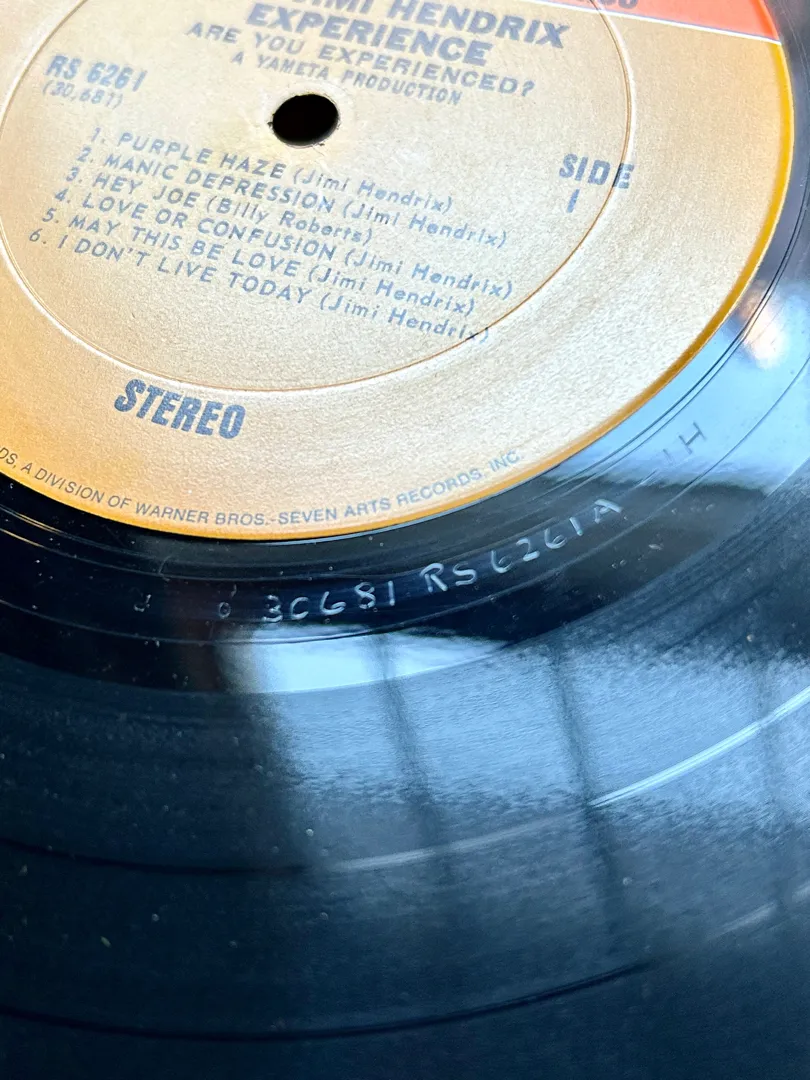 JIMI HENDRIX
EXPERIENCE
ARE YOU EXPERIENCED?
A YAMETA PRODUCTION
RS 6261
(30,681)
SIDE
1
1. PURPLE HAZE (Jimi Hendrix)
2. MANIC DEPRESSION (Jimi Hendrix)
3. HEY JOE (Billy Roberts)
4. LOVE OR CONFUSION (Jimi Hendrix)
5. MAY THIS BE LOVE (Jimi Hendrix)
6. I DON'T LIVE TODAY (Jimi Hendrix)
STEREO
A DIVISION OF WARNER BROS.-SEVEN ARTS RECORDS, INC.
30681 RS6261A 1H